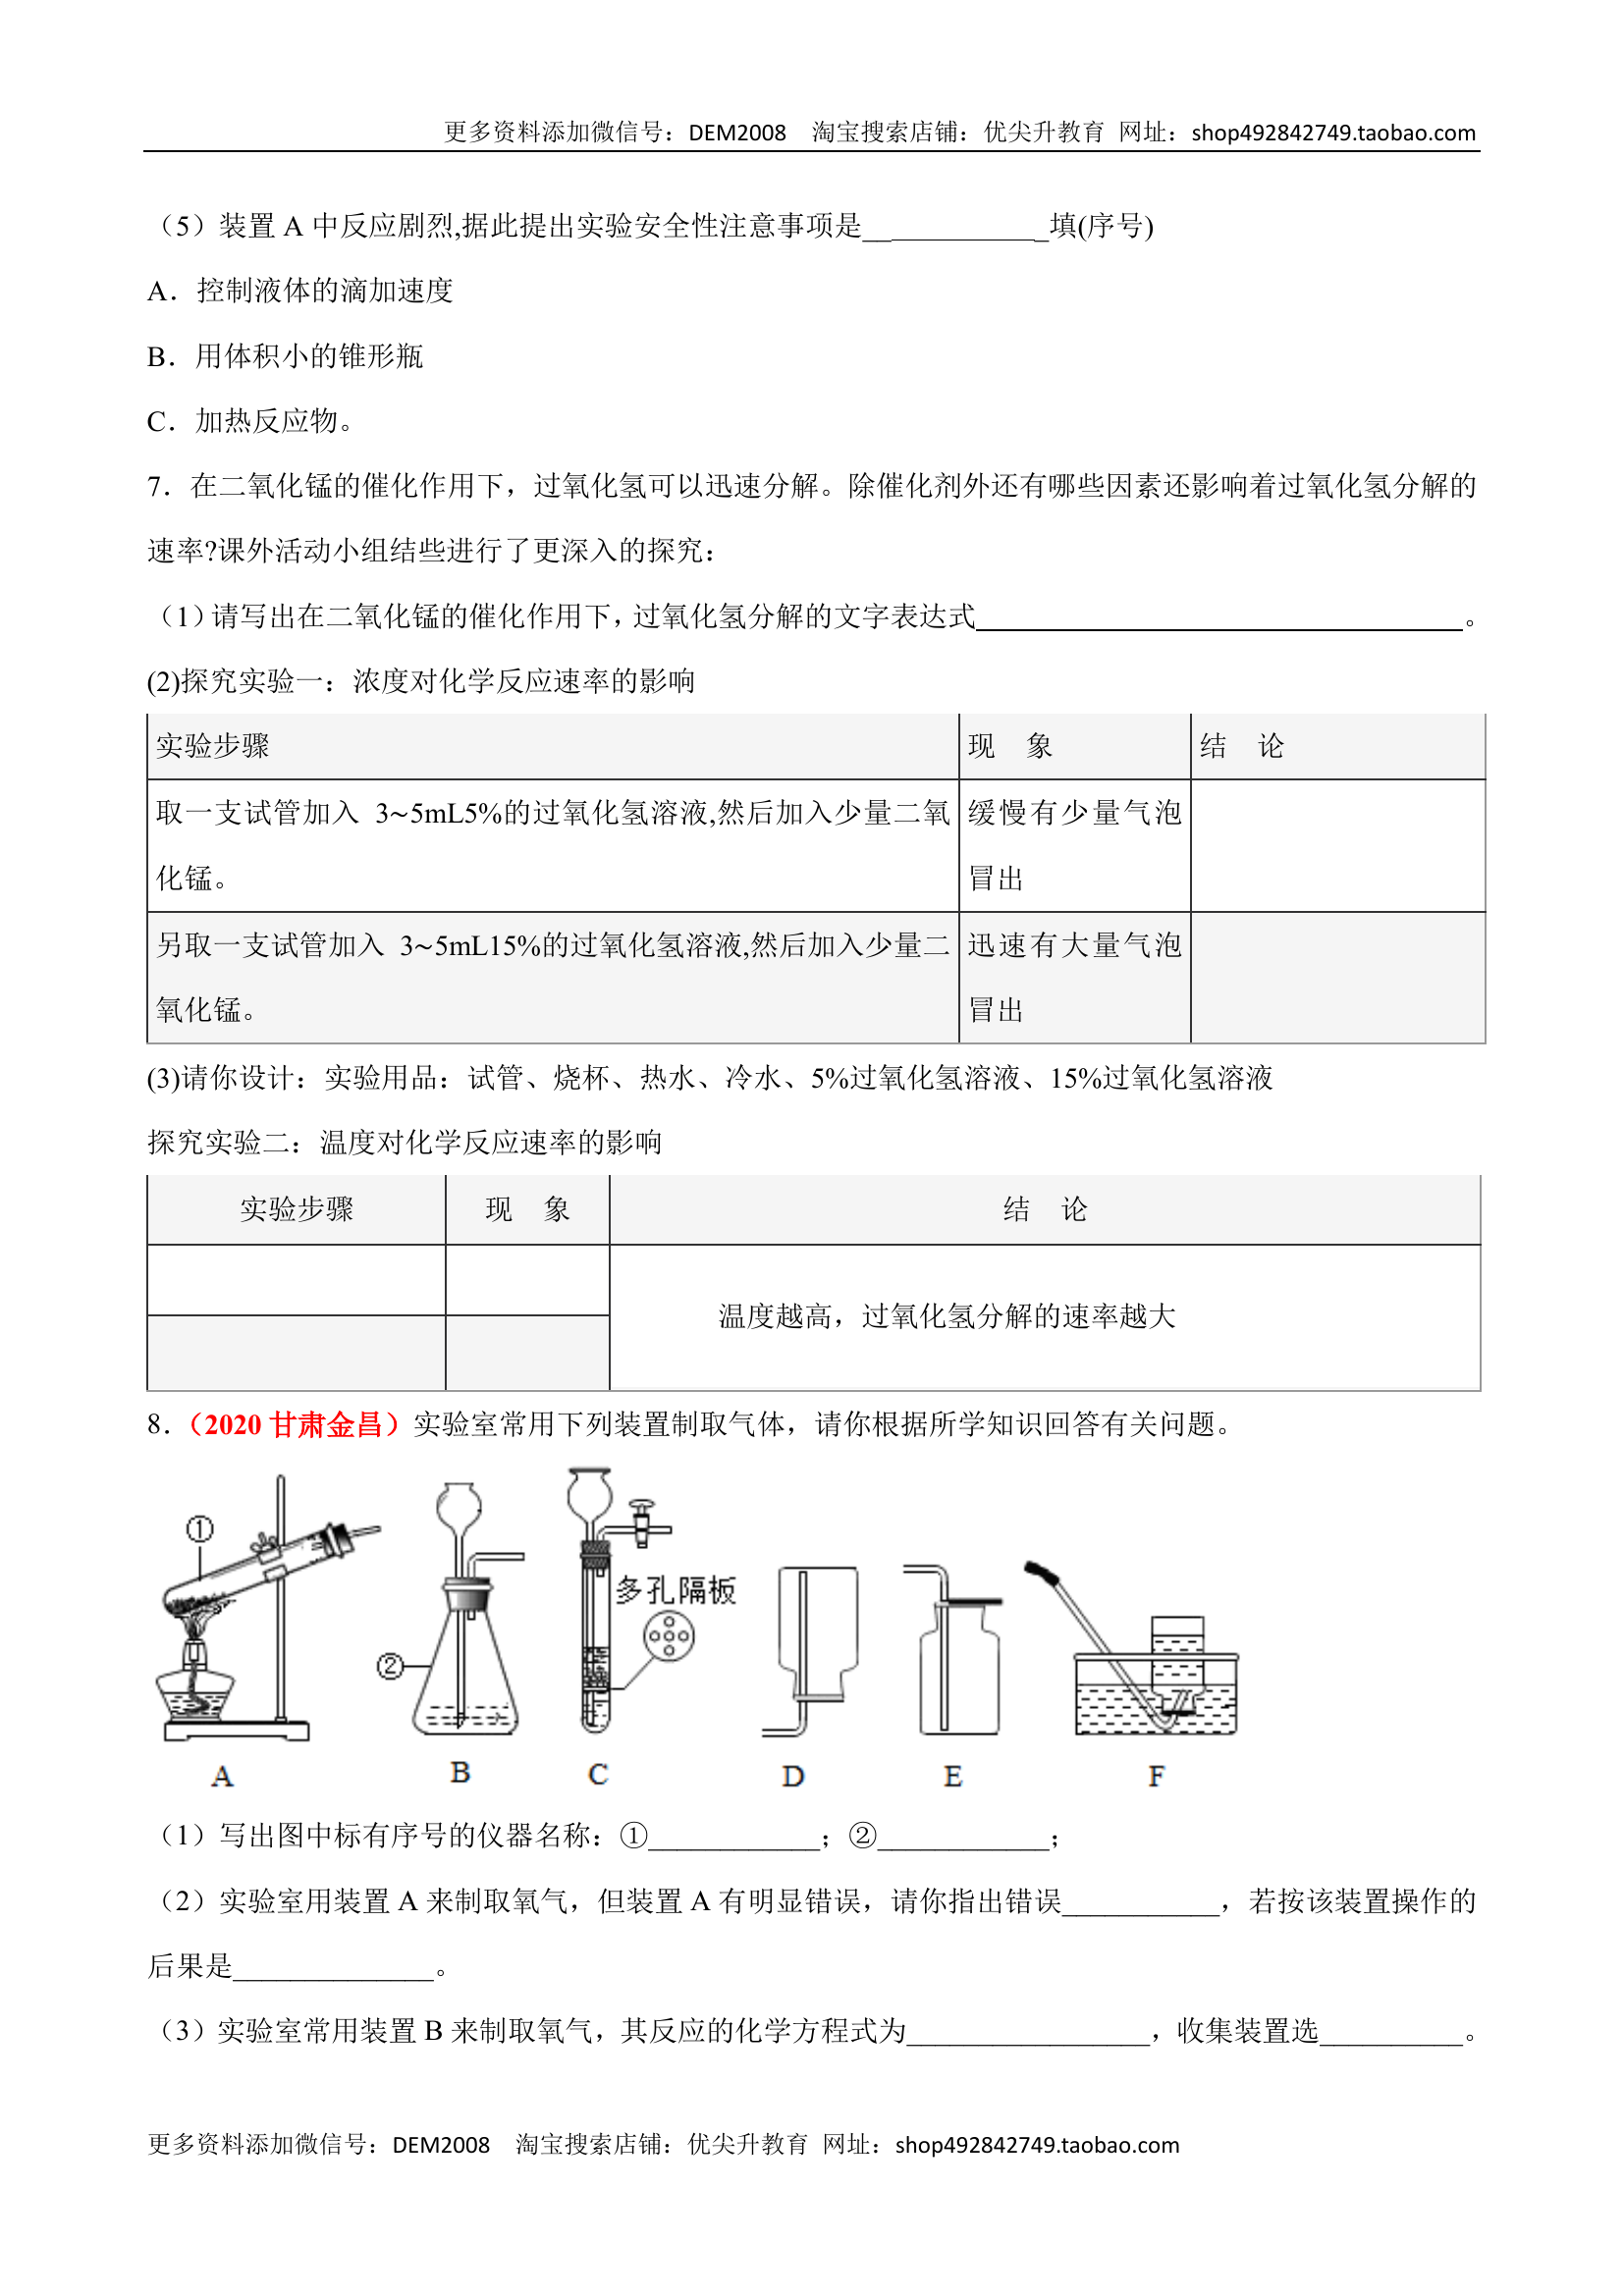 更多资料添加微信号：DEM2008  淘宝搜索店铺：优尖升教育 网址：shop492842749.taobao.com
（5）装置 A 中反应剧烈,据此提出实验安全性注意事项是_____________填(序号)
A．控制液体的滴加速度
B．用体积小的锥形瓶
C．加热反应物。
7．在二氧化锰的催化作用下，过氧化氢可以迅速分解。除催化剂外还有哪些因素还影响着过氧化氢分解的
速率?课外活动小组结些进行了更深入的探究：
（1）请写出在二氧化锰的催化作用下，过氧化氢分解的文字表达式__________________________________。
(2)探究实验一：浓度对化学反应速率的影响
实验步骤 现 象 结 论
取一支试管加入 3~5mL5%的过氧化氢溶液,然后加入少量二氧 缓慢有少量气泡
化锰。 冒出
另取一支试管加入 3~5mL15%的过氧化氢溶液,然后加入少量二 迅速有大量气泡
氧化锰。 冒出
(3)请你设计：实验用品：试管、烧杯、热水、冷水、5%过氧化氢溶液、15%过氧化氢溶液
探究实验二：温度对化学反应速率的影响
实验步骤 现 象 结 论
温度越高，过氧化氢分解的速率越大
8.（2020 甘肃金昌）实验室常用下列装置制取气体，请你根据所学知识回答有关问题。
① ② 多孔隔板
A B C D E F
（1）写出图中标有序号的仪器名称：①____________；②____________；
（2）实验室用装置 A 来制取氧气，但装置 A 有明显错误，请你指出错误___________，若按该装置操作的
后果是______________。
（3）实验室常用装置 B 来制取氧气，其反应的化学方程式为_________________，收集装置选__________。
更多资料添加微信号：DEM2008  淘宝搜索店铺：优尖升教育 网址：shop492842749.taobao.com